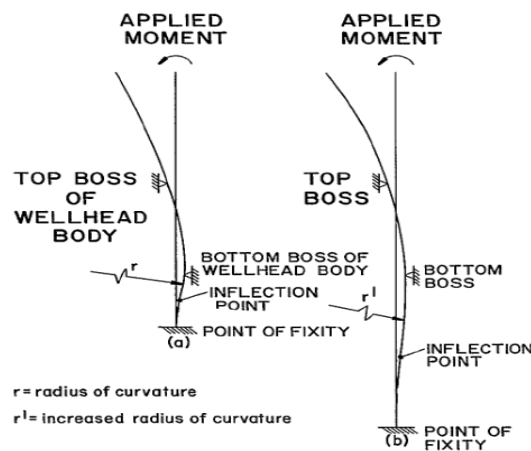 APPLIED
MOMENT
TOP BOSS
OF
WELLHEAD
BODY
r
BOTTOM BOSS OF
WELLHEAD BODY
INFLECTION
POINT
POINT OF FIXITY
(a)
r = radius of curvature
r' = increased radius of curvature
APPLIED
MOMENT
TOP
BOSS
BOTTOM
BOSS
r'
INFLECTION
POINT
POINT OF
FIXITY
(b)